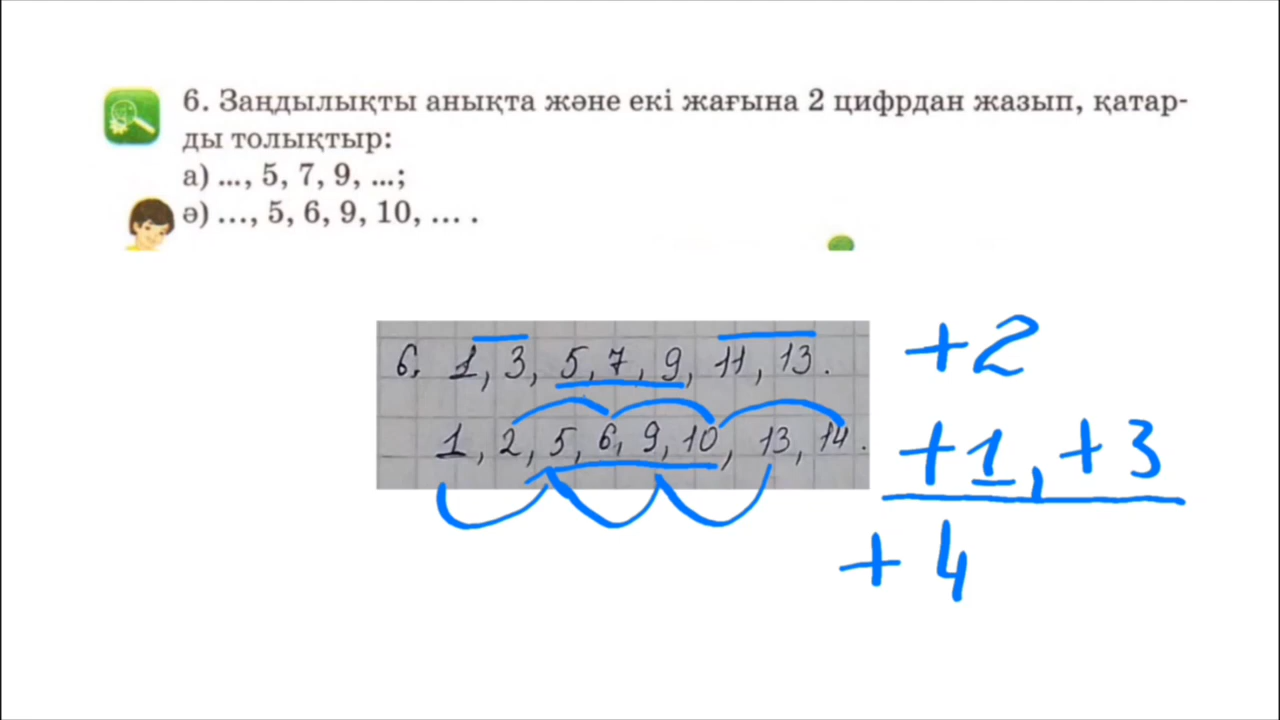 6. Заңдылықты анықта және екі жағына 2 цифрдан жазып, қатар-
ды толықтыр:
а) ..., 5, 7, 9, ...;
ә) ..., 5, 6, 9, 10, ... .
6. 1, 3, 5, 7, 9, 11, 13.
1, 2, 5, 6, 9, 10, 13, 14.
+2
+1, +3
+4